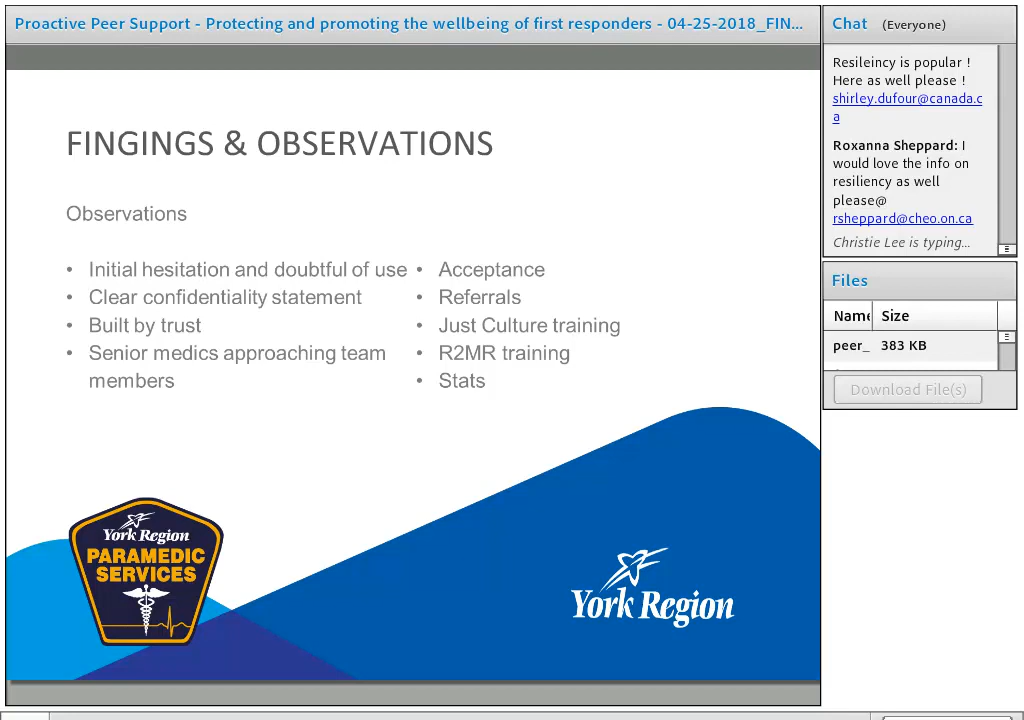 Proactive Peer Support - Protecting and promoting the wellbeing of first responders - 04-25-2018_FIN...
FINGINGS & OBSERVATIONS
Observations
• Initial hesitation and doubtful of use
• Clear confidentiality statement
• Built by trust
• Senior medics approaching team
members
• Acceptance
• Referrals
• Just Culture training
• R2MR training
• Stats
York Region
PARAMEDIC
SERVICES
York Region
Chat (Everyone)
Resileincy is popular !
Here as well please !
shirley.dufour@canada.c
a
Roxanna Sheppard: I
would love the info on
resiliency as well
please@
rsheppard@cheo.on.ca
Christie Lee is typing...
Files
Name Size
peer_ 383 KB
Download File(s)